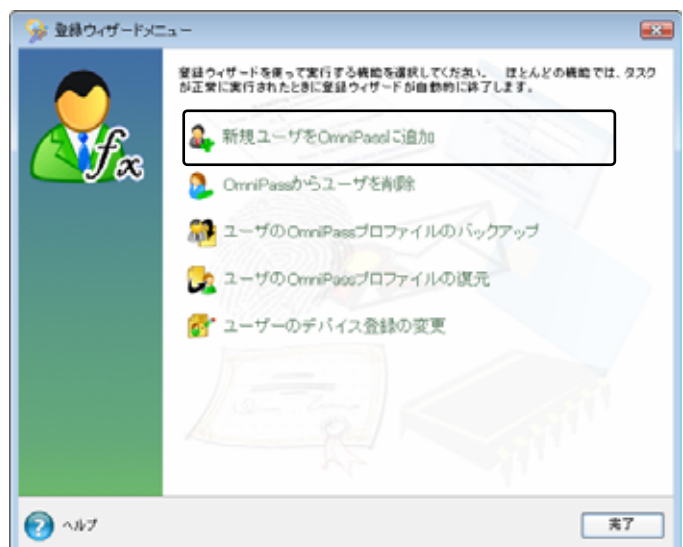 登録ウィザードメニュー
登録ウィザードを使って実行する機能を選択してください。 ほとんどの機能では、タスク
が正常に実行されたときに登録ウィザードが自動的に終了します。
新規ユーザをOmniPassに追加
OmniPassからユーザを削除
ユーザのOmniPassプロファイルのバックアップ
ユーザのOmniPassプロファイルの復元
ユーザーのデバイス登録の変更
fx
ヘルプ
完了